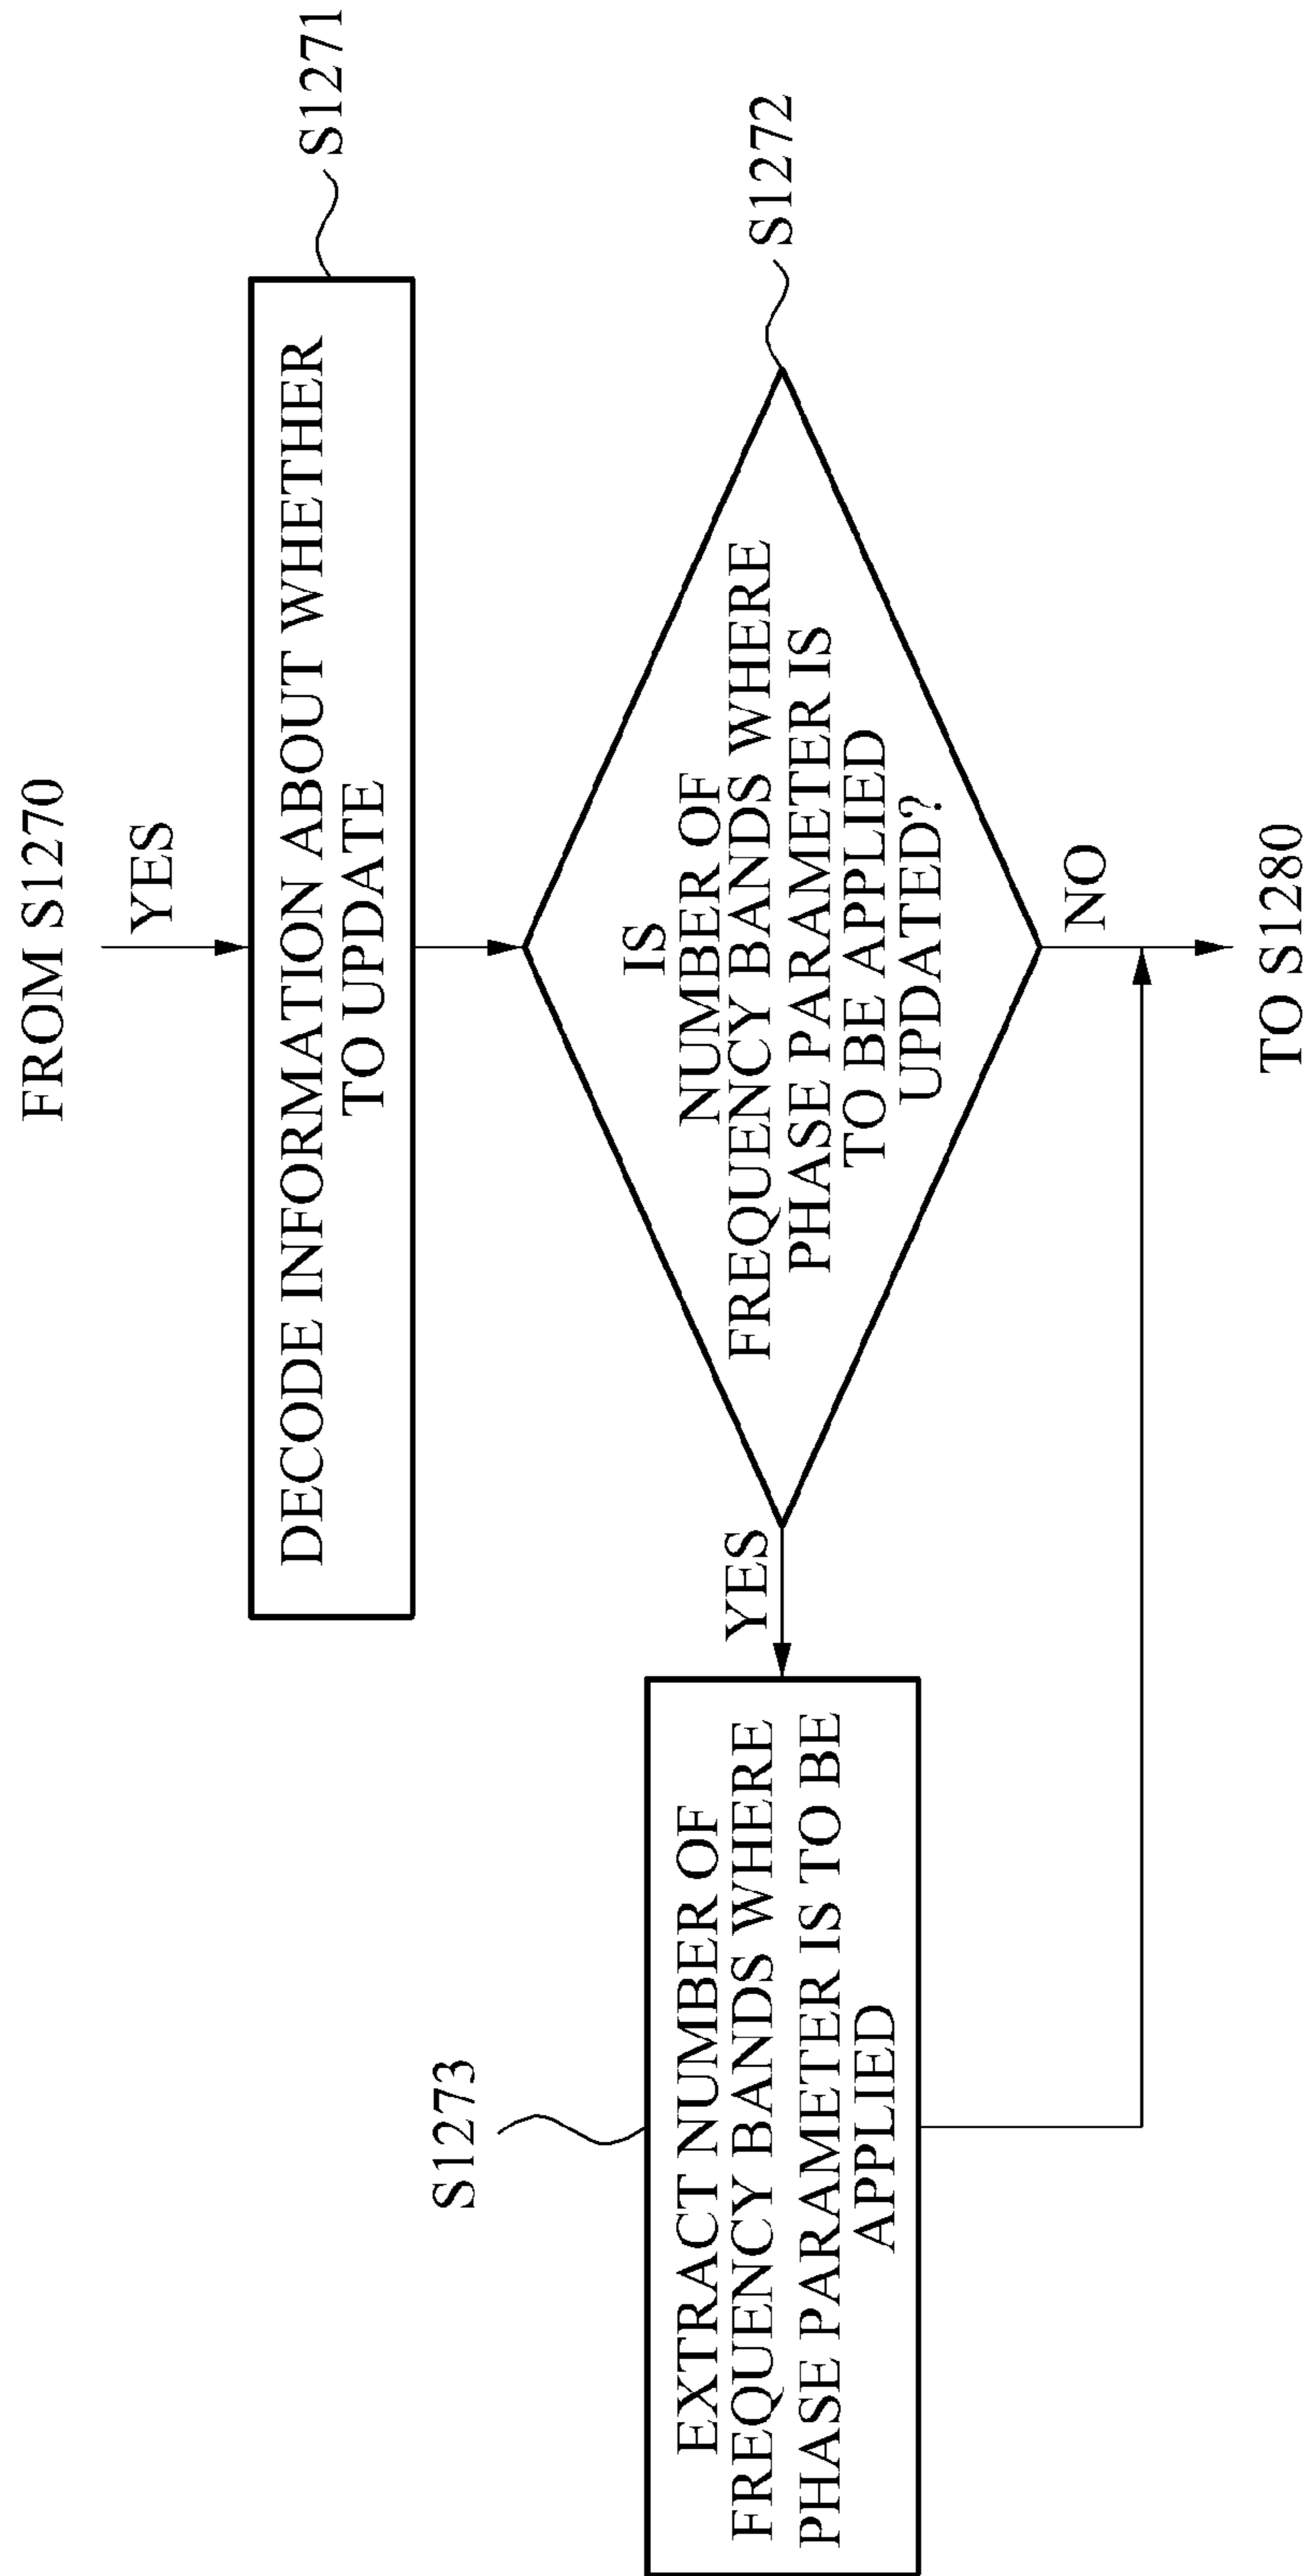 FROM S1270
YES
DECODE INFORMATION ABOUT WHETHER
TO UPDATE
S1271
IS
NUMBER OF
FREQUENCY BANDS WHERE
PHASE PARAMETER IS
TO BE APPLIED
UPDATED?
S1272
YES
S1273
EXTRACT NUMBER OF
FREQUENCY BANDS WHERE
PHASE PARAMETER IS TO BE
APPLIED
NO
TO S1280